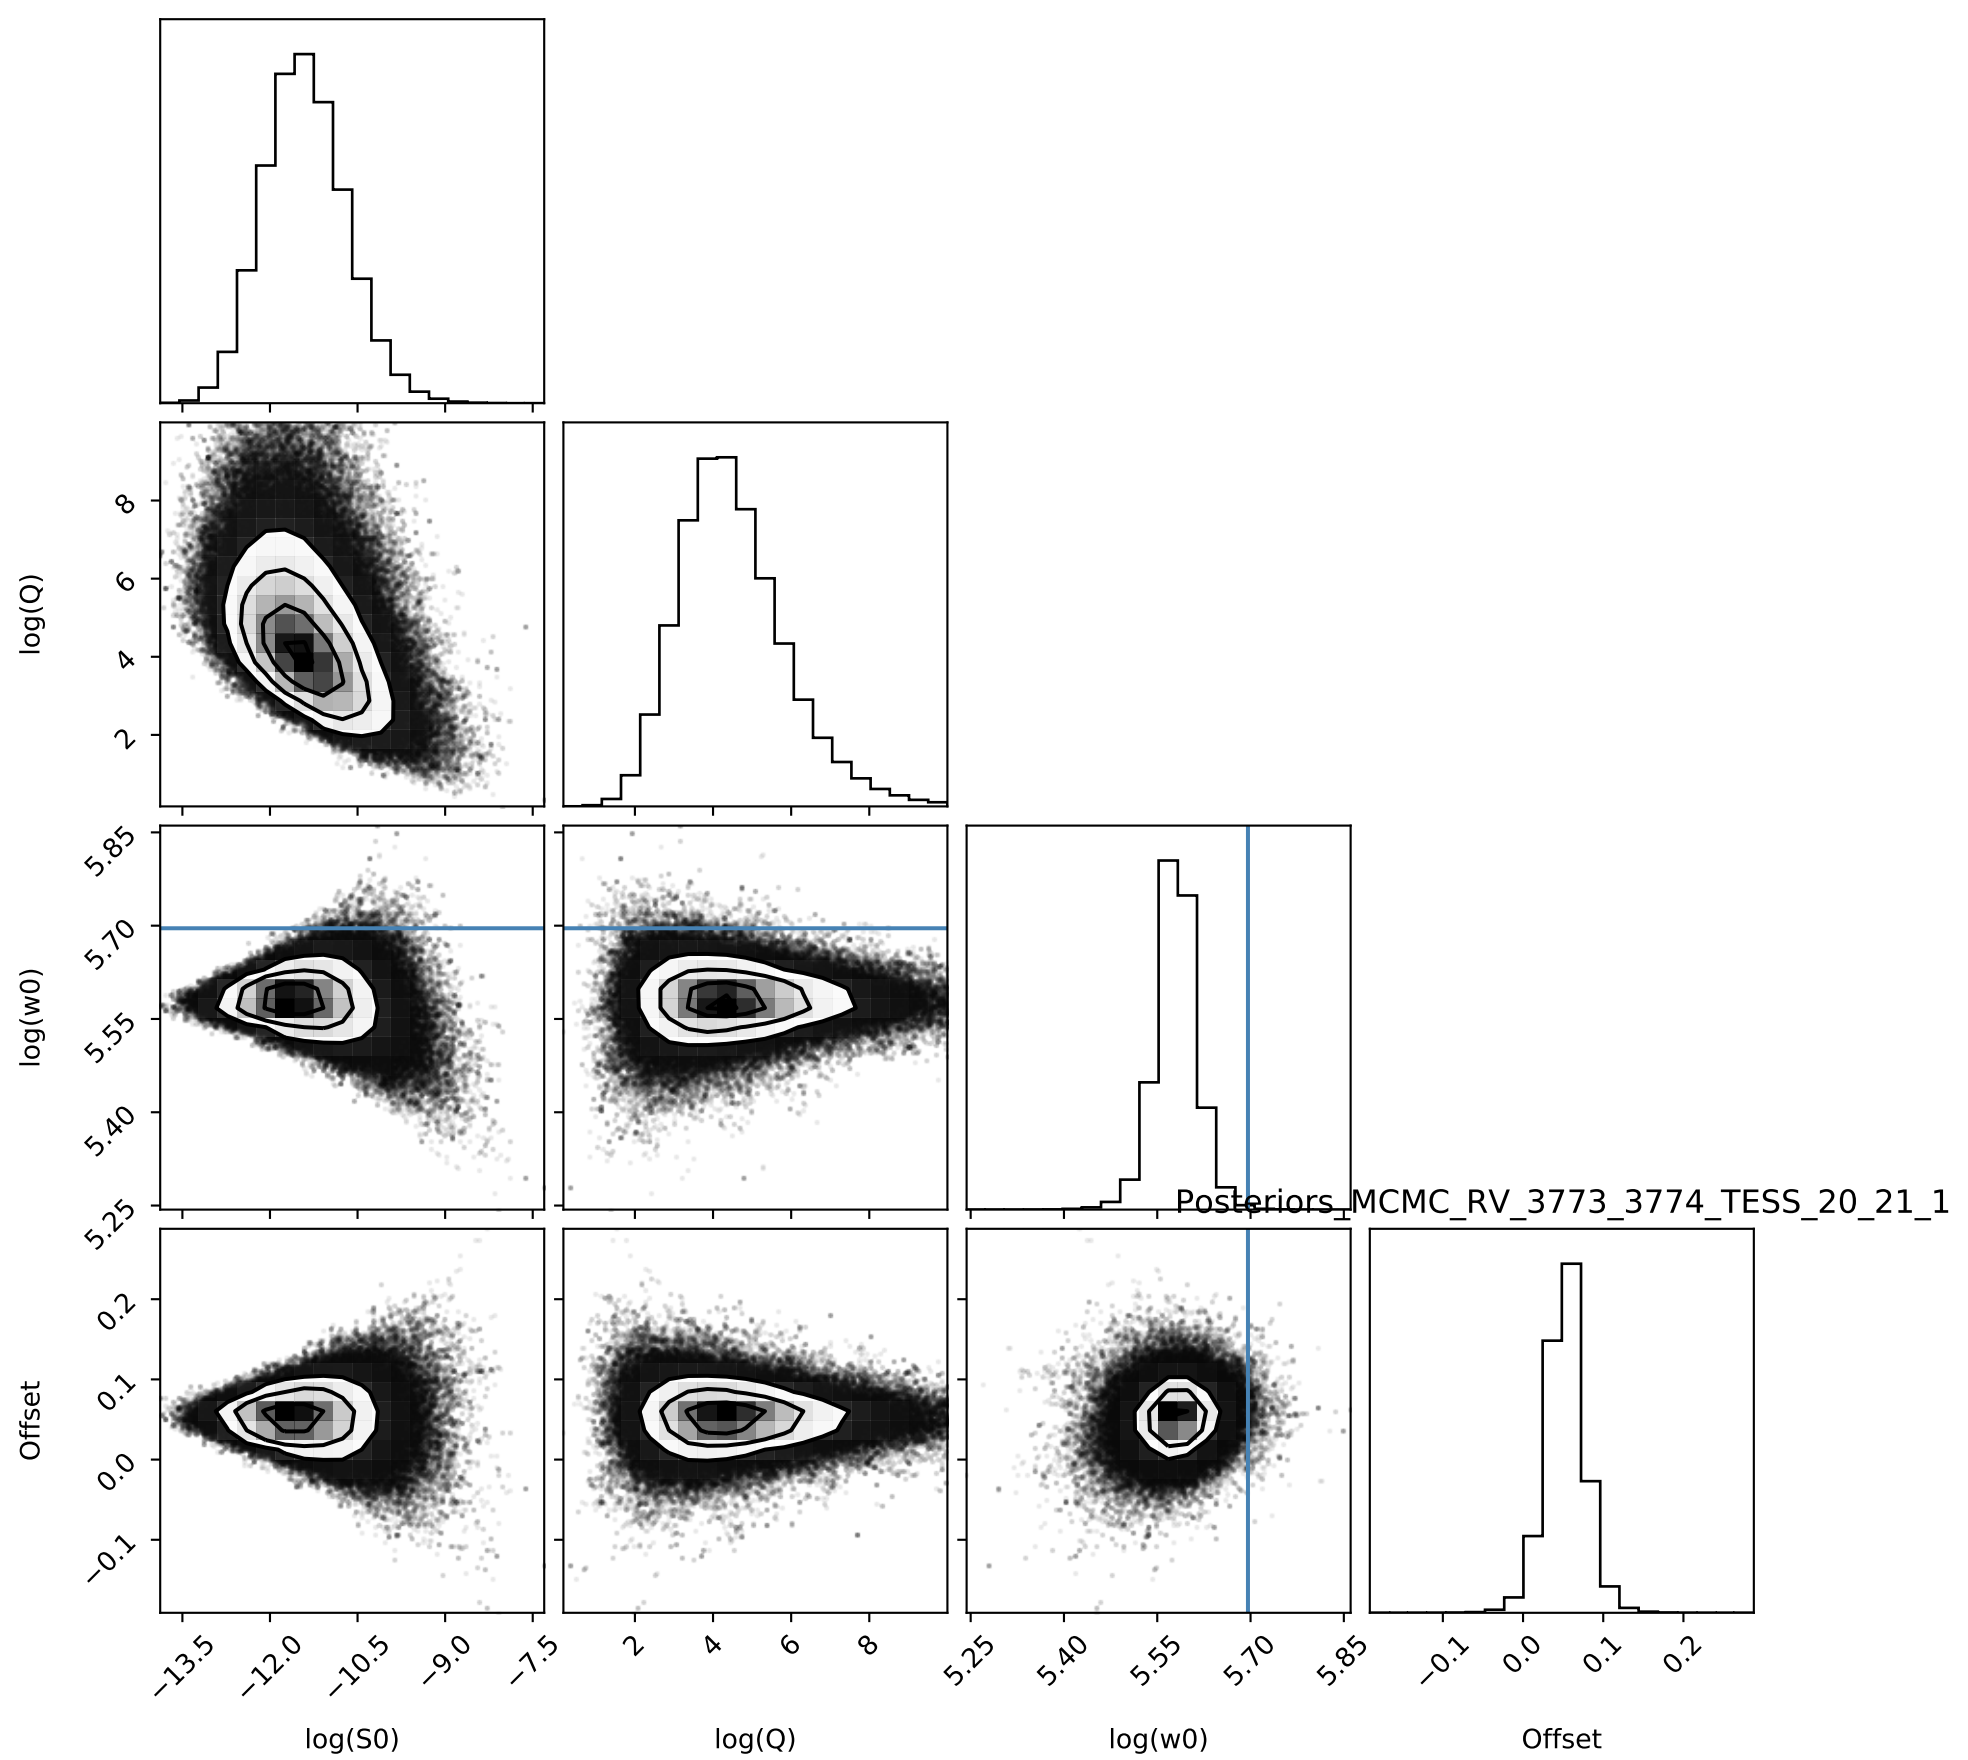 log(Q)
8
6
4
2
log(w0)
5.85
5.70
5.55
5.40
5.25
Posteriors_MCMC_RV_3773_3774_TESS_20_21_1
Offset
0.2
0.1
0.0
−0.1
−13.5 −12.0 −10.5 −9.0 −7.5 2 4 6 8 5.25 5.40 5.55 5.70 5.85 −0.1 0.0 0.1 0.2
log(S0) log(Q) log(w0) Offset